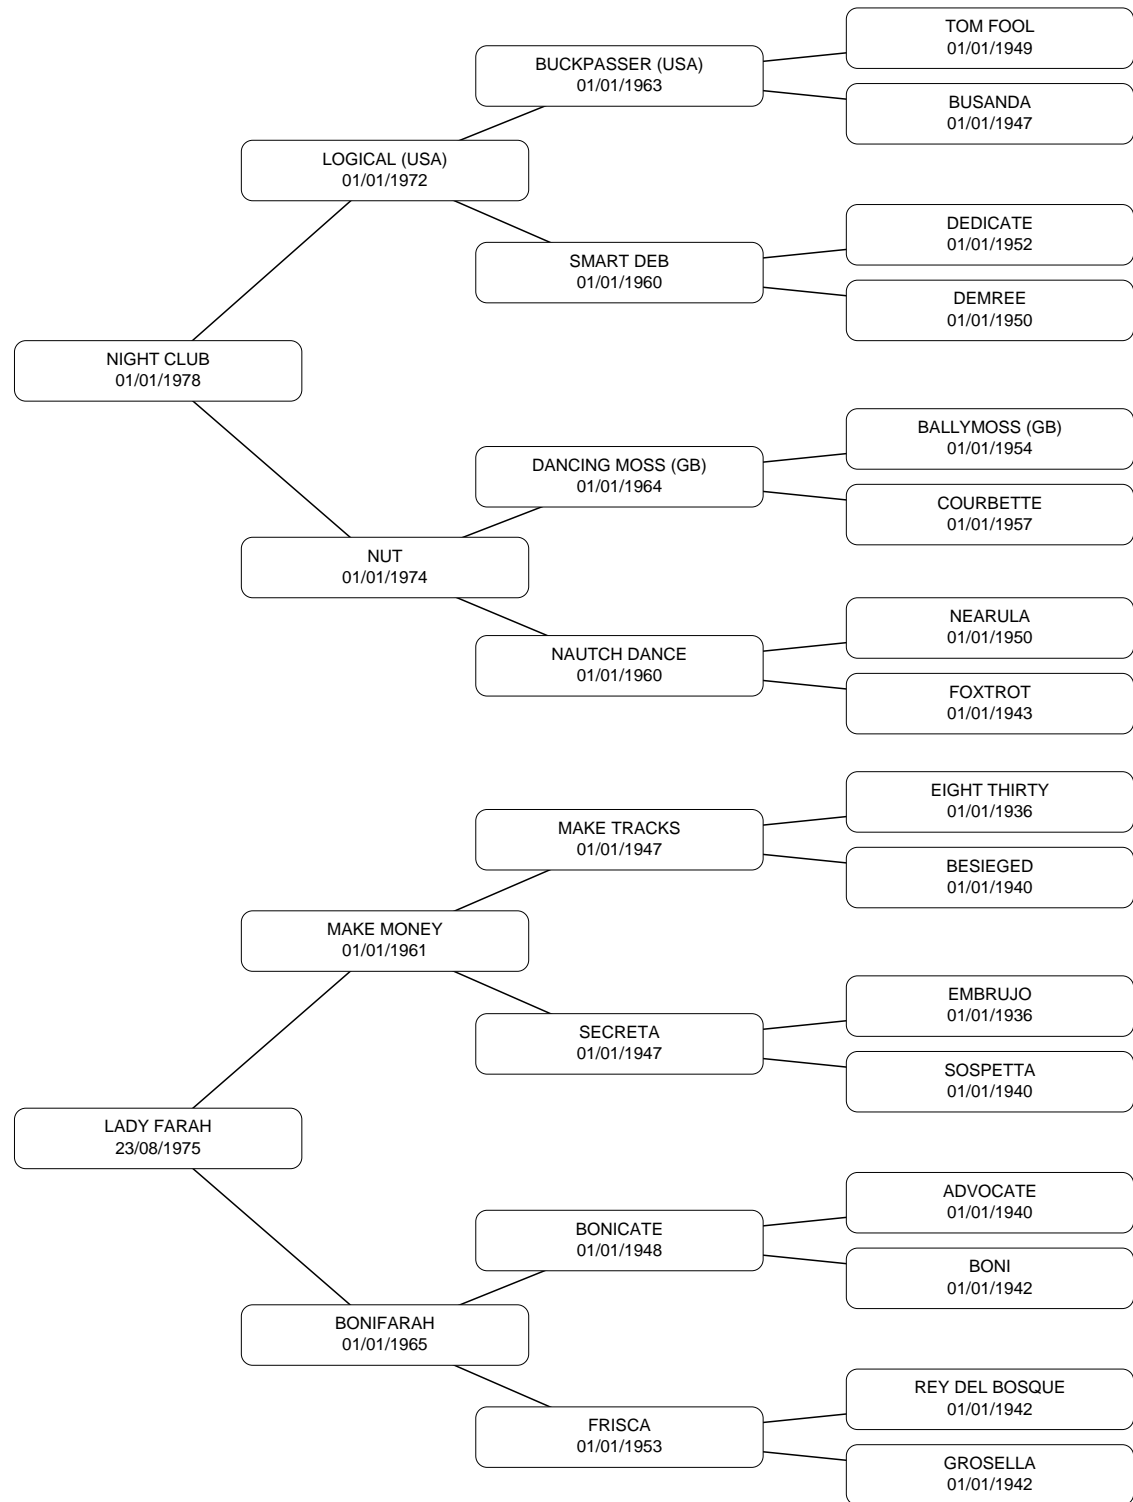 TOM FOOL
01/01/1949
BUCKPASSER (USA)
01/01/1963
BUSANDA
01/01/1947
LOGICAL (USA)
01/01/1972
DEDICATE
01/01/1952
SMART DEB
01/01/1960
DEMREE
01/01/1950
NIGHT CLUB
01/01/1978
BALLYMOSS (GB)
01/01/1954
DANCING MOSS (GB)
01/01/1964
COURBETTE
01/01/1957
NUT
01/01/1974
NEARULA
01/01/1950
NAUTCH DANCE
01/01/1960
FOXTROT
01/01/1943
EIGHT THIRTY
01/01/1936
MAKE TRACKS
01/01/1947
BESIEGED
01/01/1940
MAKE MONEY
01/01/1961
EMBRUJO
01/01/1936
SECRETA
01/01/1947
SOSPETTA
01/01/1940
LADY FARAH
23/08/1975
ADVOCATE
01/01/1940
BONICATE
01/01/1948
BONI
01/01/1942
BONIFARAH
01/01/1965
REY DEL BOSQUE
01/01/1942
FRISCA
01/01/1953
GROSELLA
01/01/1942